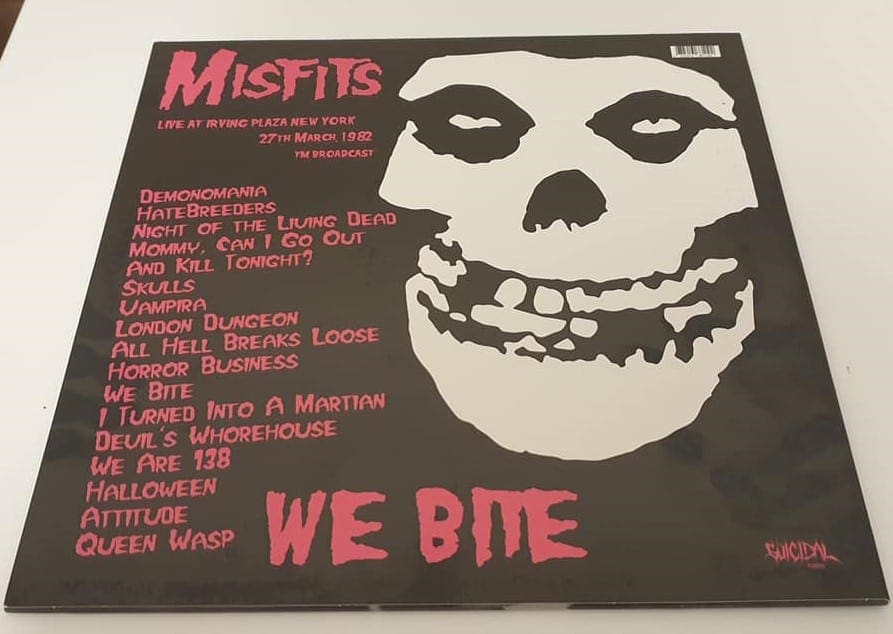 MISFITS
LIVE AT IRVING PLAZA NEW YORK
27TH MARCH, 1982
FM BROADCAST
DEMONOMANIA
HATEBREEDERS
NIGHT OF THE LIVING DEAD
MOMMY, CAN I GO OUT
AND KILL TONIGHT?
SKULLS
VAMPIRA
LONDON DUNGEON
ALL HELL BREAKS LOOSE
HORROR BUSINESS
WE BITE
I TURNED INTO A MARTIAN
DEVIL'S WHOREHOUSE
WE ARE 138
HALLOWEEN
ATTITUDE
QUEEN WASP
WE BITE
SUICIDAL